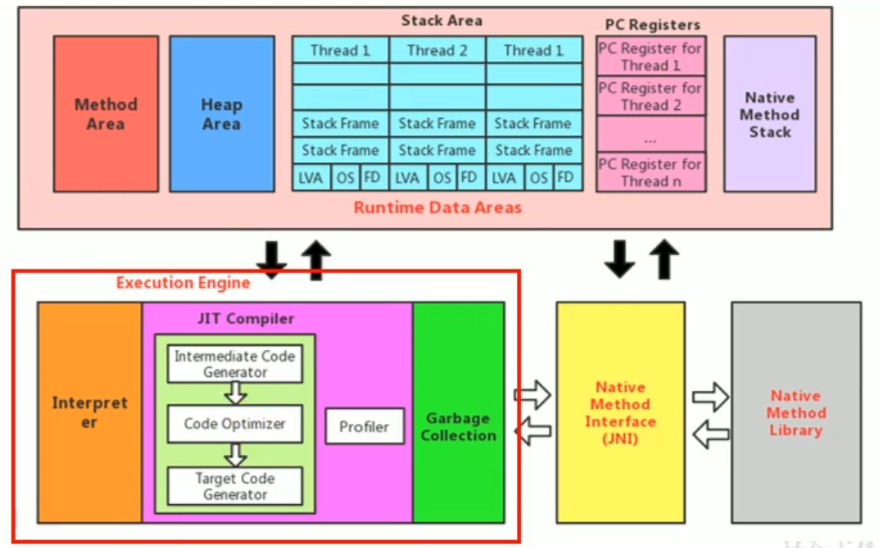 Stack Area
PC Registers
Method
Area
Heap
Area
Thread 1
Thread 2
Thread 1
Stack Frame
Stack Frame
Stack Frame
Stack Frame
Stack Frame
Stack Frame
LVA
OS
FD
LVA
OS
FD
LVA
OS
FD
PC Register for
Thread 1
PC Register for
Thread 2
...
PC Register for
Thread n
Native
Method
Stack
Runtime Data Areas
Execution Engine
Interpret
er
JIT Compiler
Intermediate Code
Generator
Code Optimizer
Target Code
Generator
Profiler
Garbage
Collection
Native
Method
Interface
(JNI)
Native
Method
Library